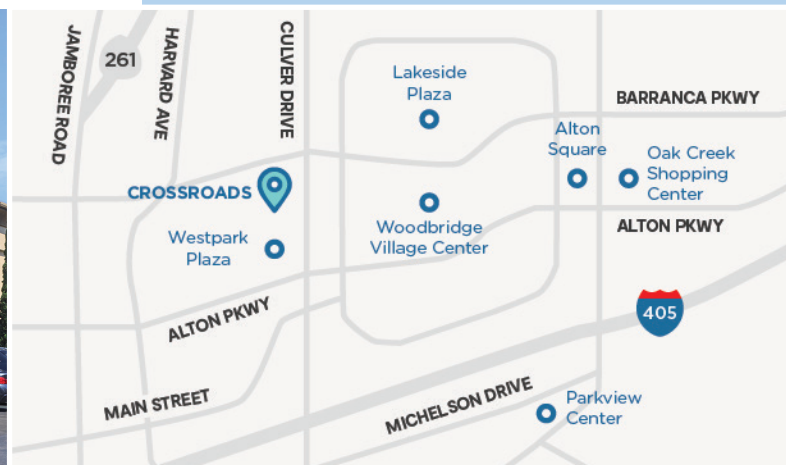 JAMBOREE ROAD
261
HARVARD AVE
CULVER DRIVE
Lakeside
Plaza
BARRANCA PKWY
Alton
Square
Oak Creek
Shopping
Center
CROSSROADS
Westpark
Plaza
Woodbridge
Village Center
ALTON PKWY
ALTON PKWY
405
MAIN STREET
MICHELSON DRIVE
Parkview
Center